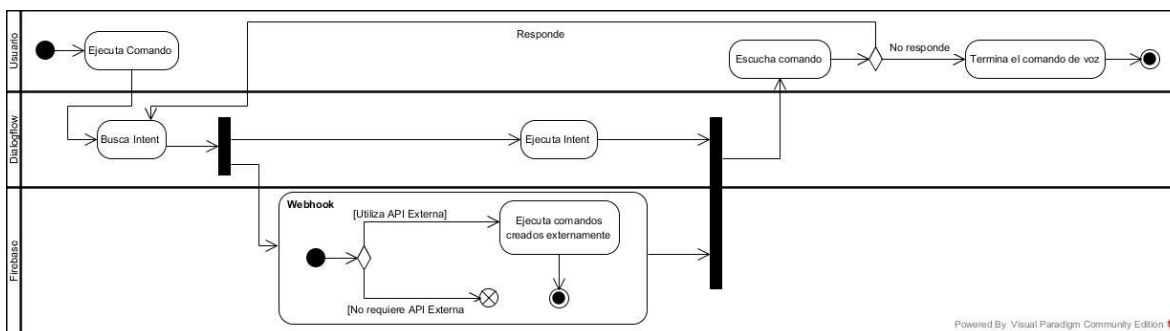 Usuario
Ejecuta Comando
Responde
Escucha comando
No responde
Termina el comando de voz
Dialogflow
Busca Intent
Ejecuta Intent
Firebase
Webhook
[Utiliza API Externa]
Ejecuta comandos
creados externamente
[No requiere API Externa
Powered By Visual Paradigm Community Edition